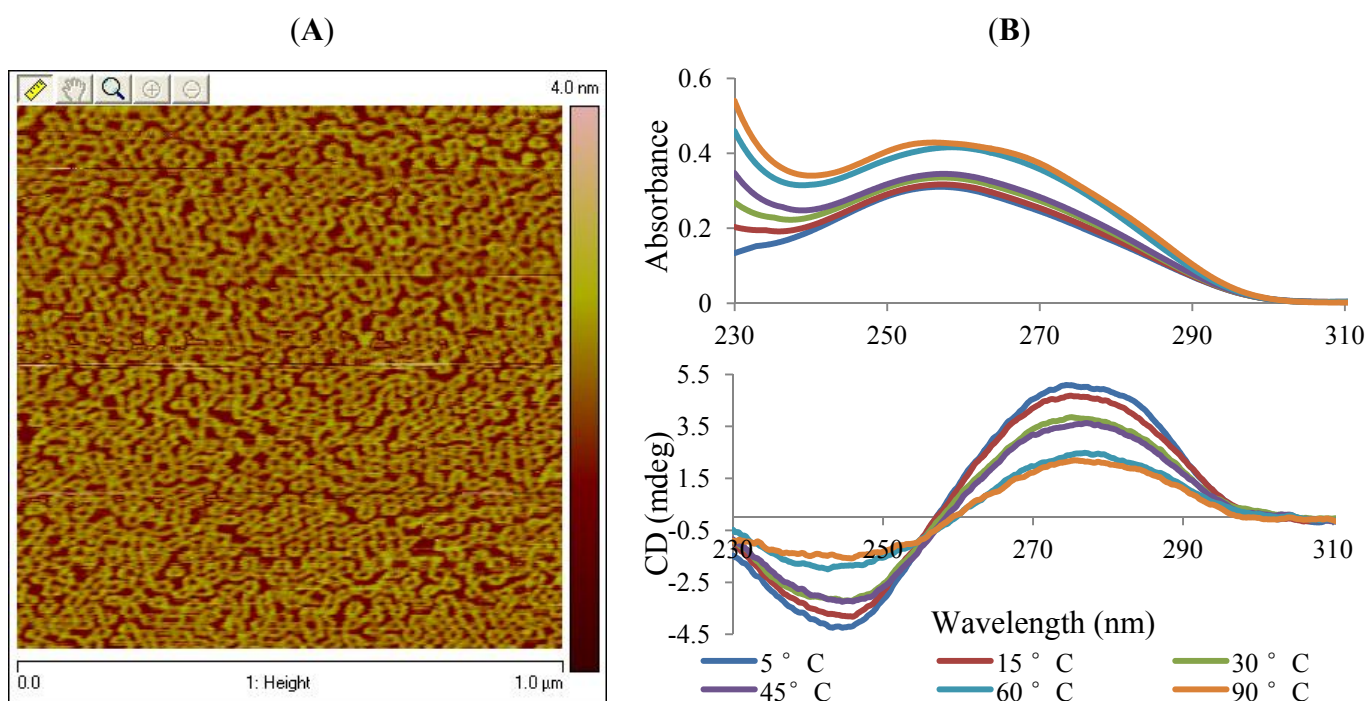 (A)
(B)
4.0 nm
0.0
1: Height
1.0 µm
Absorbance
0.6
0.4
0.2
0
230
250
270
290
310
CD (mdeg)
5.5
3.5
1.5
-0.5
-2.5
-4.5
230
250
270
290
310
Wavelength (nm)
5 ° C
15 ° C
30 ° C
45° C
60 ° C
90 ° C